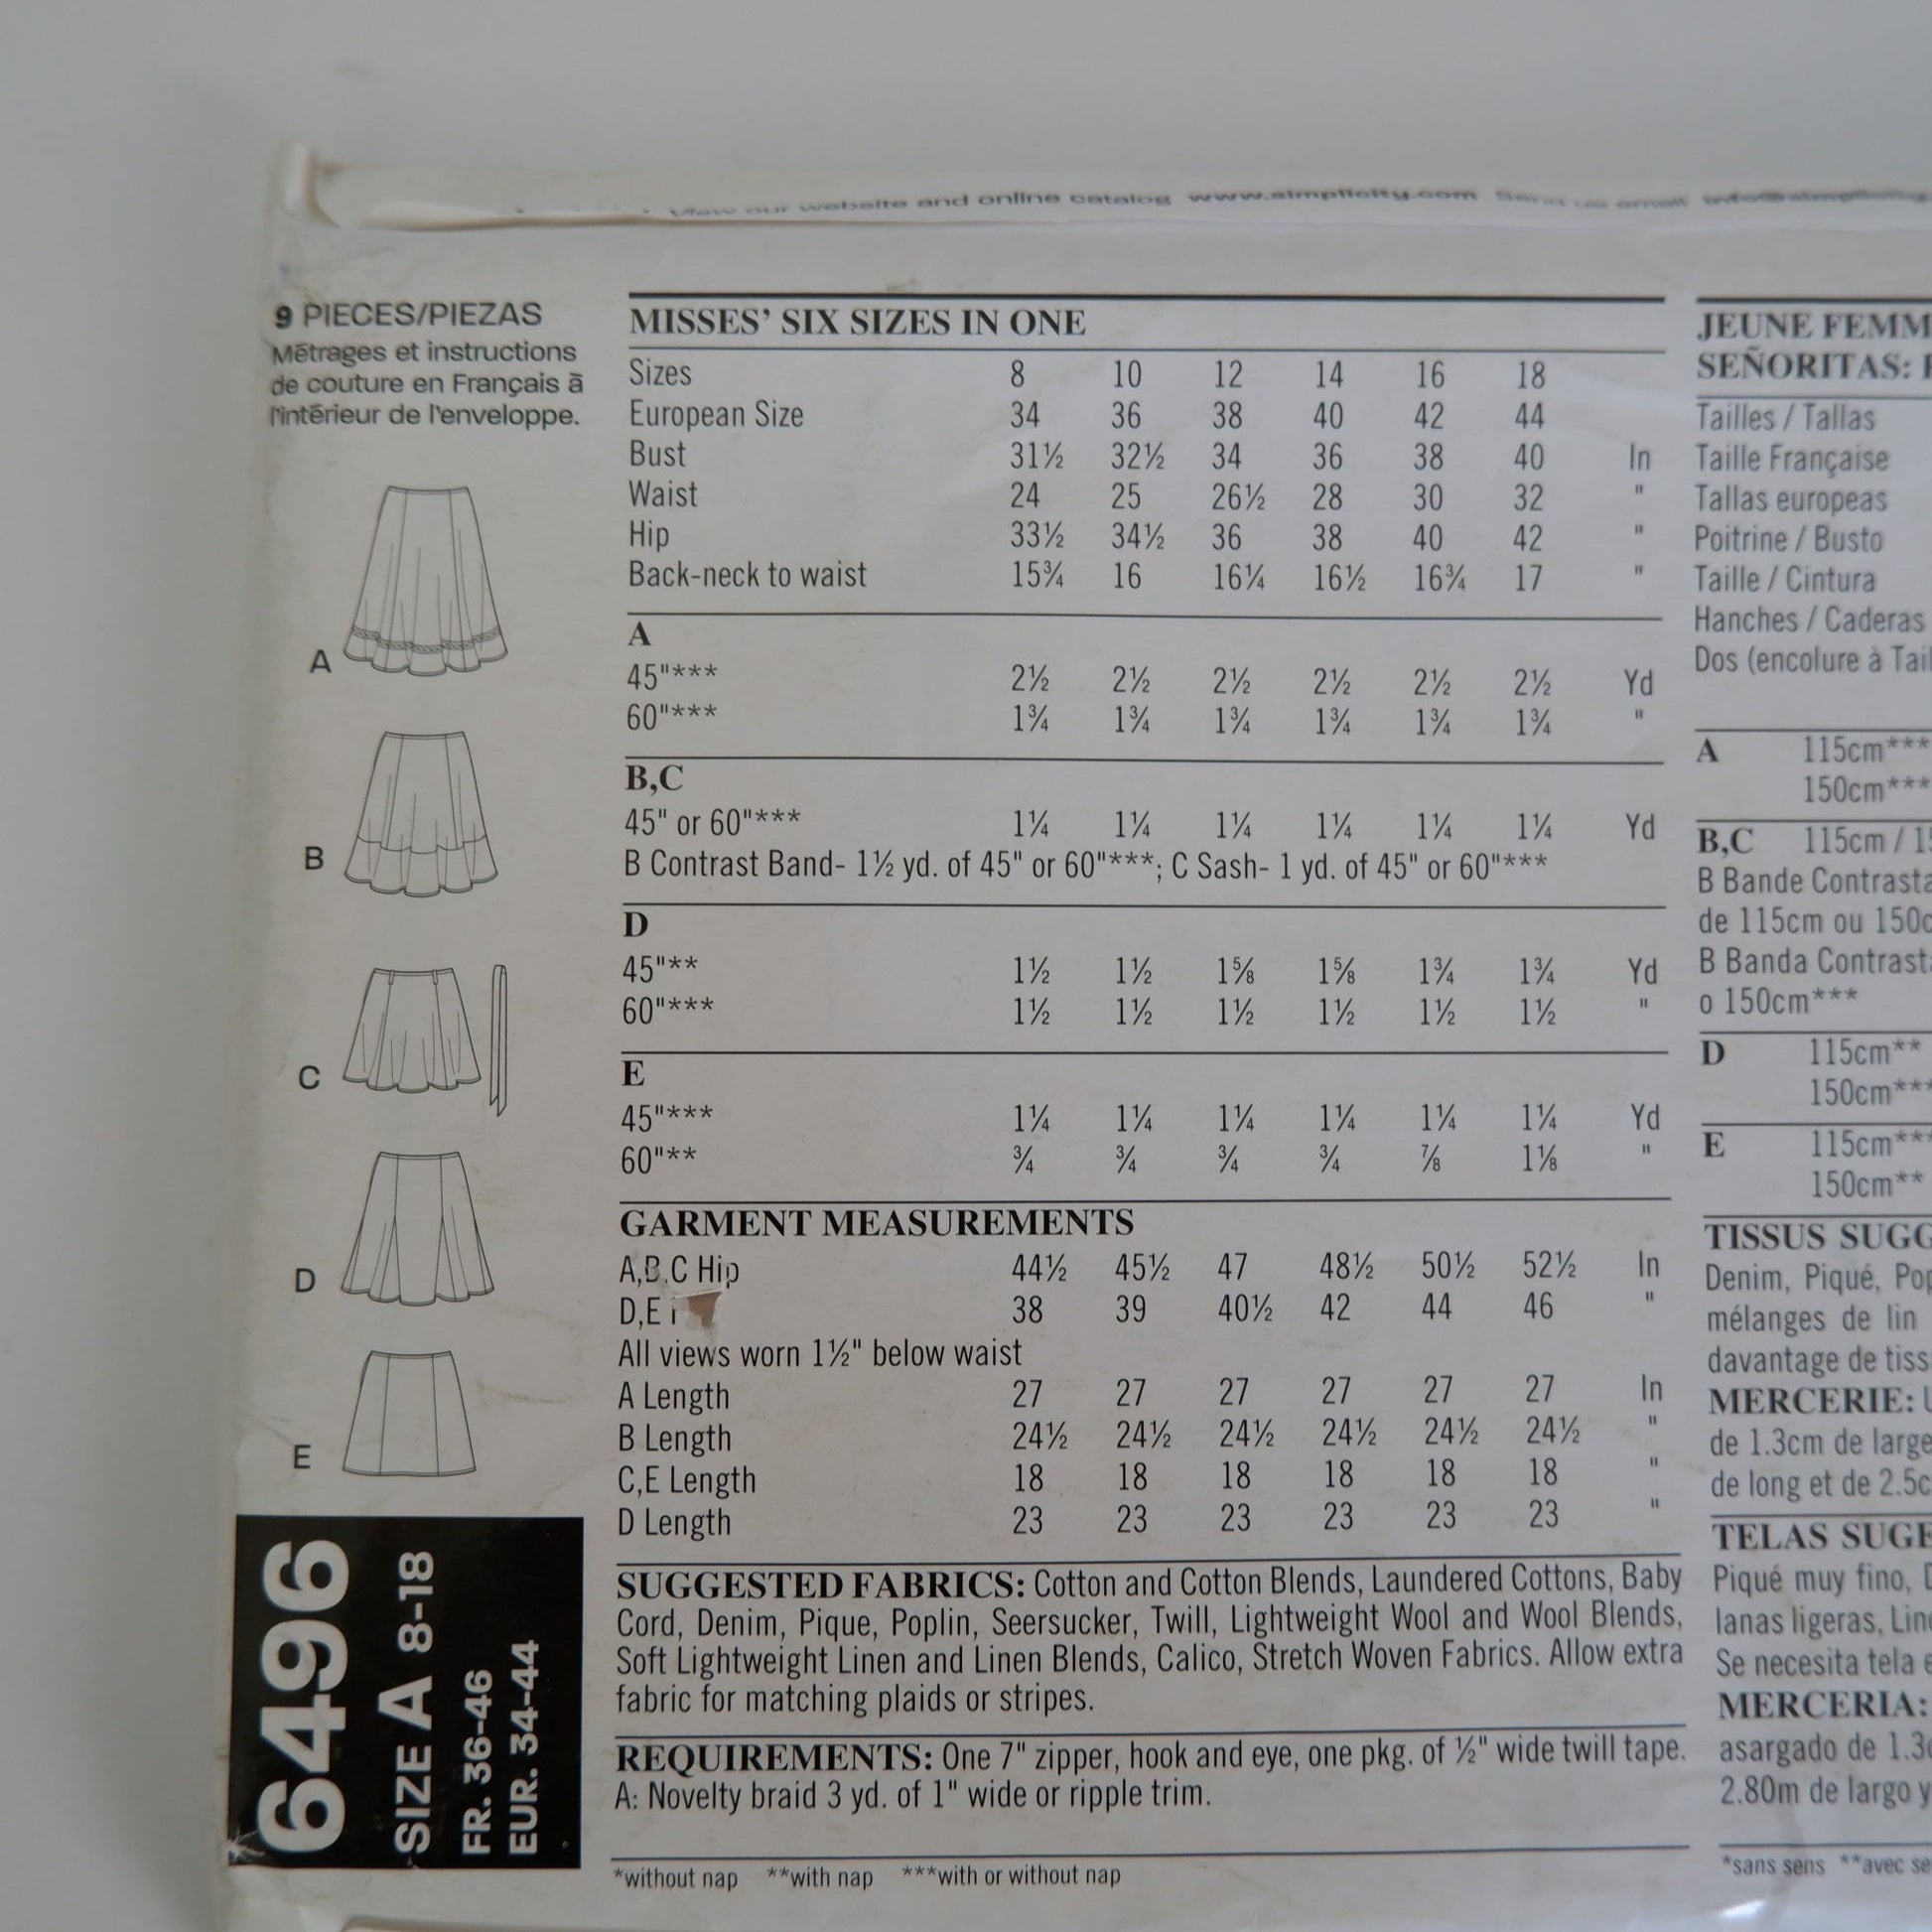 View our website and online catalog www.simplicity.com Send us email
9 PIECES/PIEZAS
Métrages et instructions
de couture en Français à
l'intérieur de l'enveloppe.
A
B
C
D
E
6496
SIZE A 8-18
FR. 36-46
EUR. 34-44
MISSES' SIX SIZES IN ONE
Sizes 8 10 12 14 16 18
European Size 34 36 38 40 42 44
Bust 31½ 32½ 34 36 38 40 In
Waist 24 25 26½ 28 30 32 "
Hip 33½ 34½ 36 38 40 42 "
Back-neck to waist 15¾ 16 16¼ 16½ 16¾ 17 "
A
45"*** 2½ 2½ 2½ 2½ 2½ 2½ Yd
60"*** 1¾ 1¾ 1¾ 1¾ 1¾ 1¾ "
B,C
45" or 60"*** 1¼ 1¼ 1¼ 1¼ 1¼ 1¼ Yd
B Contrast Band- 1½ yd. of 45" or 60"***; C Sash- 1 yd. of 45" or 60"***
D
45"** 1½ 1½ 1⅝ 1⅝ 1¾ 1¾ Yd
60"*** 1½ 1½ 1½ 1½ 1½ 1½ "
E
45"*** 1¼ 1¼ 1¼ 1¼ 1¼ 1¼ Yd
60"** ¾ ¾ ¾ ¾ ⅞ 1⅛ "
GARMENT MEASUREMENTS
A,B,C Hip 44½ 45½ 47 48½ 50½ 52½ In
D,E 38 39 40½ 42 44 46 "
All views worn 1½" below waist
A Length 27 27 27 27 27 27 In
B Length 24½ 24½ 24½ 24½ 24½ 24½ "
C,E Length 18 18 18 18 18 18 "
D Length 23 23 23 23 23 23 "
SUGGESTED FABRICS: Cotton and Cotton Blends, Laundered Cottons, Baby
Cord, Denim, Pique, Poplin, Seersucker, Twill, Lightweight Wool and Wool Blends,
Soft Lightweight Linen and Linen Blends, Calico, Stretch Woven Fabrics. Allow extra
fabric for matching plaids or stripes.
REQUIREMENTS: One 7" zipper, hook and eye, one pkg. of ½" wide twill tape.
A: Novelty braid 3 yd. of 1" wide or ripple trim.
*without nap **with nap ***with or without nap
JEUNE FEMM
SEÑORITAS:
Tailles / Tallas
Taille Française
Tallas europeas
Poitrine / Busto
Taille / Cintura
Hanches / Caderas
Dos (encolure à Tail
A 115cm***
150cm***
B,C 115cm / 15
B Bande Contrasta
de 115cm ou 150c
B Banda Contrasta
o 150cm***
D 115cm**
150cm***
E 115cm***
150cm**
TISSUS SUGG
Denim, Piqué, Pop
mélanges de lin
davantage de tiss
MERCERIE:
de 1.3cm de large
de long et de 2.5c
TELAS SUGE
Piqué muy fino,
lanas ligeras, Lin
Se necesita tela e
MERCERIA:
asargado de 1.3c
2.80m de largo y
*sans sens **avec se